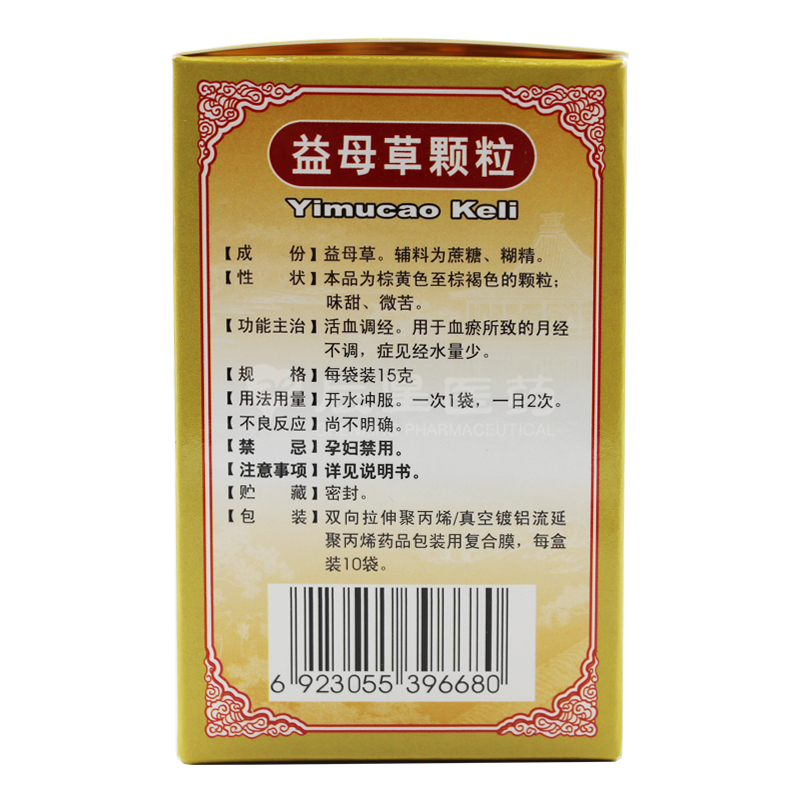 益母草颗粒
Yimucao Keli
【成 份】益母草。辅料为蔗糖、糊精。
【性 状】本品为棕黄色至棕褐色的颗粒；
味甜、微苦。
【功能主治】活血调经。用于血瘀所致的月经
不调，症见经水量少。
【规 格】每袋装15克
【用法用量】开水冲服。一次1袋，一日2次。
【不良反应】尚不明确。
【禁 忌】孕妇禁用。
【注意事项】详见说明书。
【贮 藏】密封。
【包 装】双向拉伸聚丙烯/真空镀铝流延
聚丙烯药品包装用复合膜，每盒
装10袋。
医药
PHARMACEUTICAL
6 923055 396680